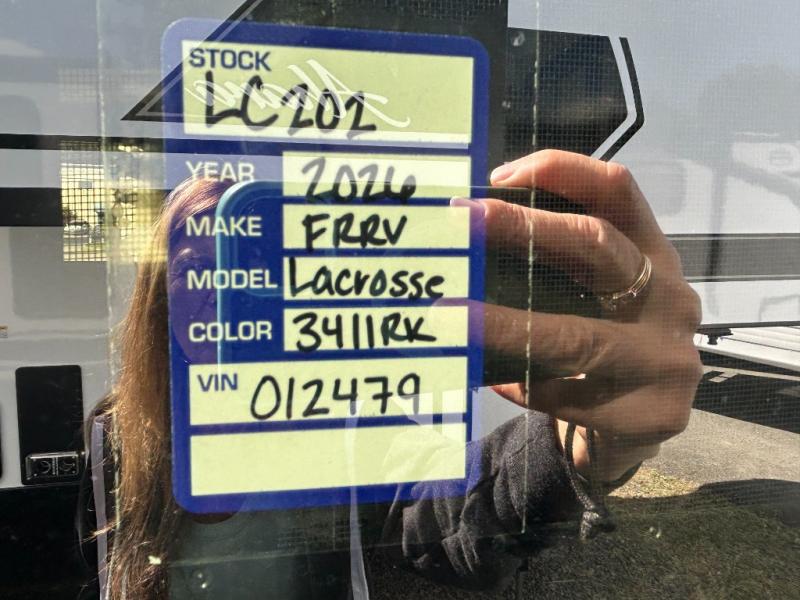 STOCK
LC202
YEAR 2026
MAKE FRRV
MODEL Lacrosse
COLOR 3411RK
VIN 012479